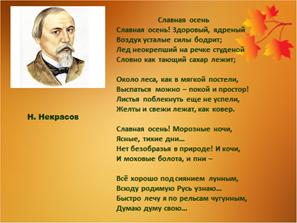 Славная осень
Славная осень! Здоровый, ядреный
Воздух усталые силы бодрит;
Лед неокрепший на речке студеной
Словно как тающий сахар лежит;
Около леса, как в мягкой постели,
Выспаться можно – покой и простор!
Листья поблекнуть еще не успели,
Желты и свежи лежат, как ковер.
Славная осень! Морозные ночи,
Ясные, тихие дни…
Нет безобразья в природе! И кочи,
И моховые болота, и пни –
Всё хорошо под сиянием лунным,
Всюду родимую Русь узнаю…
Быстро лечу я по рельсам чугунным,
Думаю думу свою…
Н. Некрасов